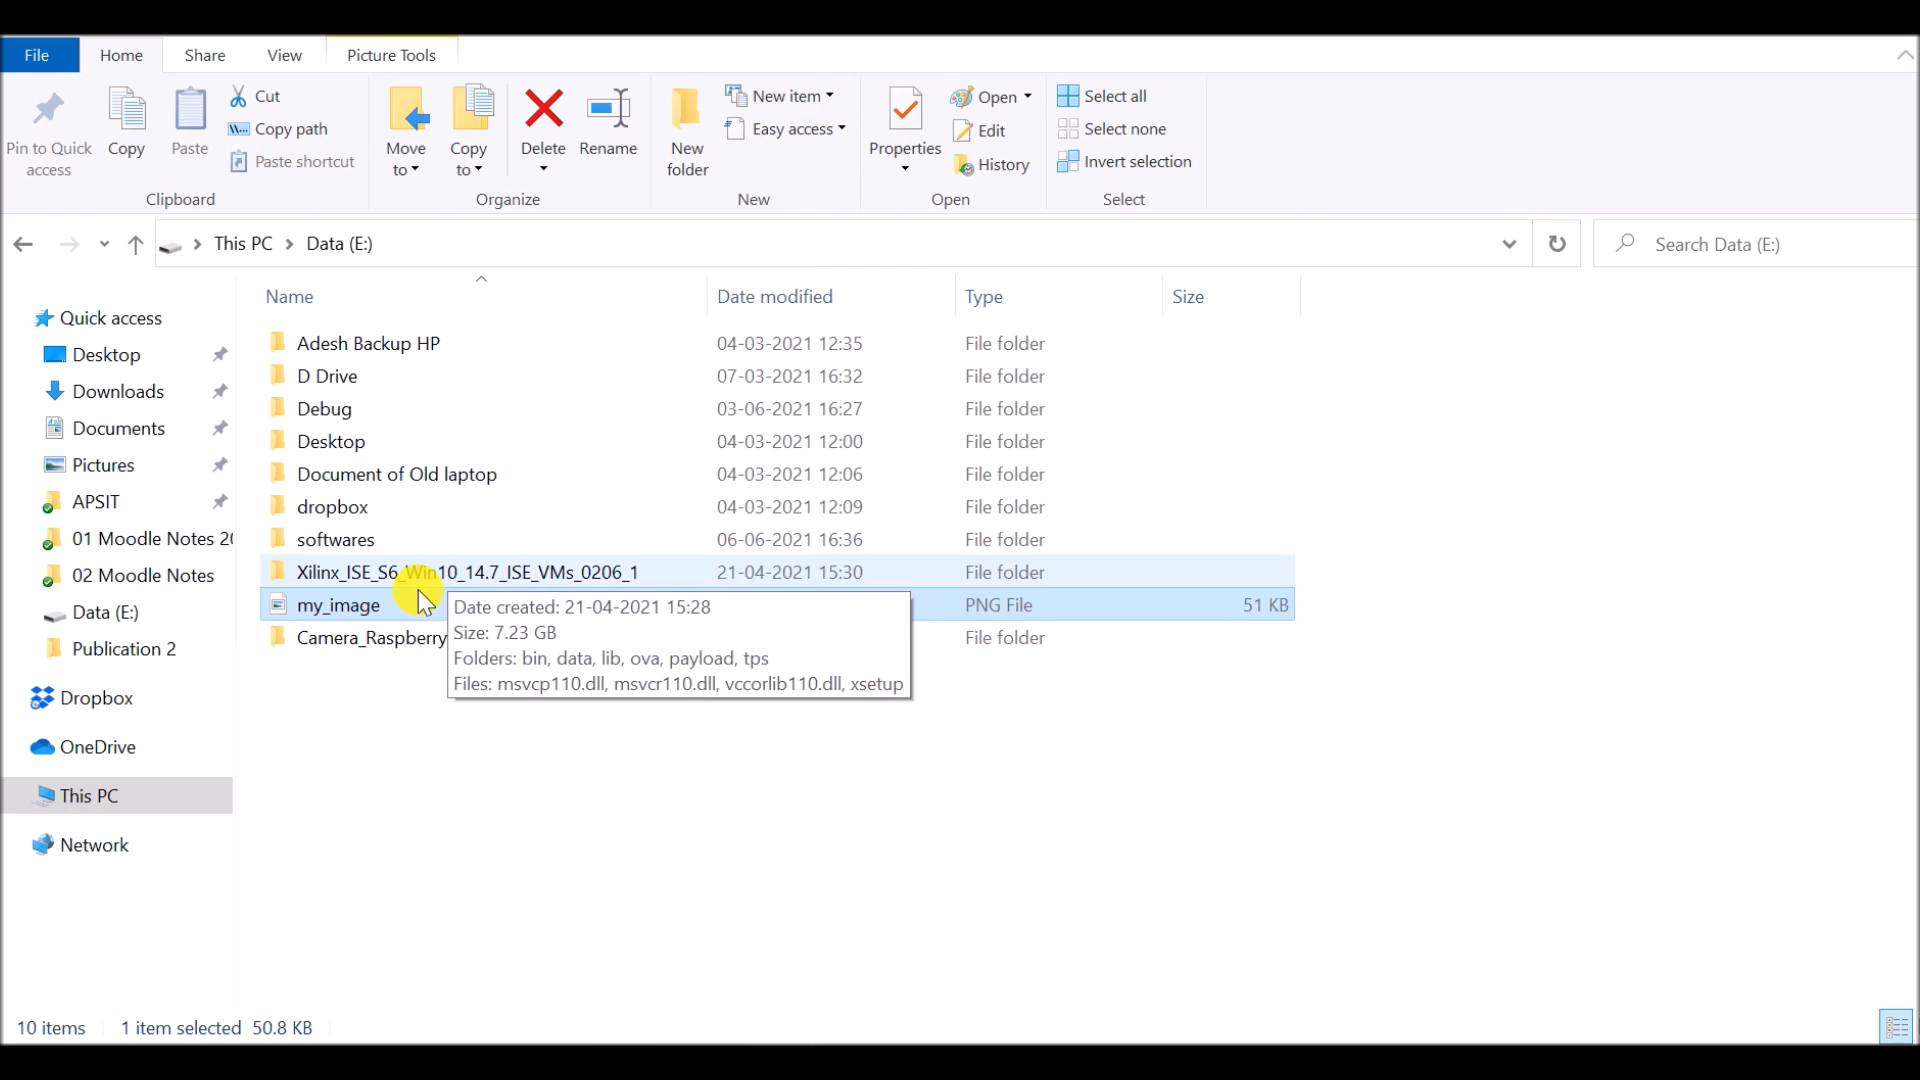 File Home Share View Picture Tools
Pin to Quick access
Copy
Paste
Cut
Copy path
Paste shortcut
Clipboard
Move to
Copy to
Delete
Rename
Organize
New folder
New item
Easy access
New
Properties
Open
Edit
History
Open
Select all
Select none
Invert selection
Select
This PC Data (E:)
Search Data (E:)
Name Date modified Type Size
Quick access
Desktop
Downloads
Documents
Pictures
APSIT
01 Moodle Notes 20
02 Moodle Notes
Data (E:)
Publication 2
Dropbox
OneDrive
This PC
Network
Adesh Backup HP 04-03-2021 12:35 File folder
D Drive 07-03-2021 16:32 File folder
Debug 03-06-2021 16:27 File folder
Desktop 04-03-2021 12:00 File folder
Document of Old laptop 04-03-2021 12:06 File folder
dropbox 04-03-2021 12:09 File folder
softwares 06-06-2021 16:36 File folder
Xilinx_ISE_S6_Win10_14.7_ISE_VMs_0206_1 21-04-2021 15:30 File folder
my_image PNG File 51 KB
Camera_Raspberry File folder
Date created: 21-04-2021 15:28
Size: 7.23 GB
Folders: bin, data, lib, ova, payload, tps
Files: msvcp110.dll, msvcr110.dll, vccorlib110.dll, xsetup
10 items 1 item selected 50.8 KB